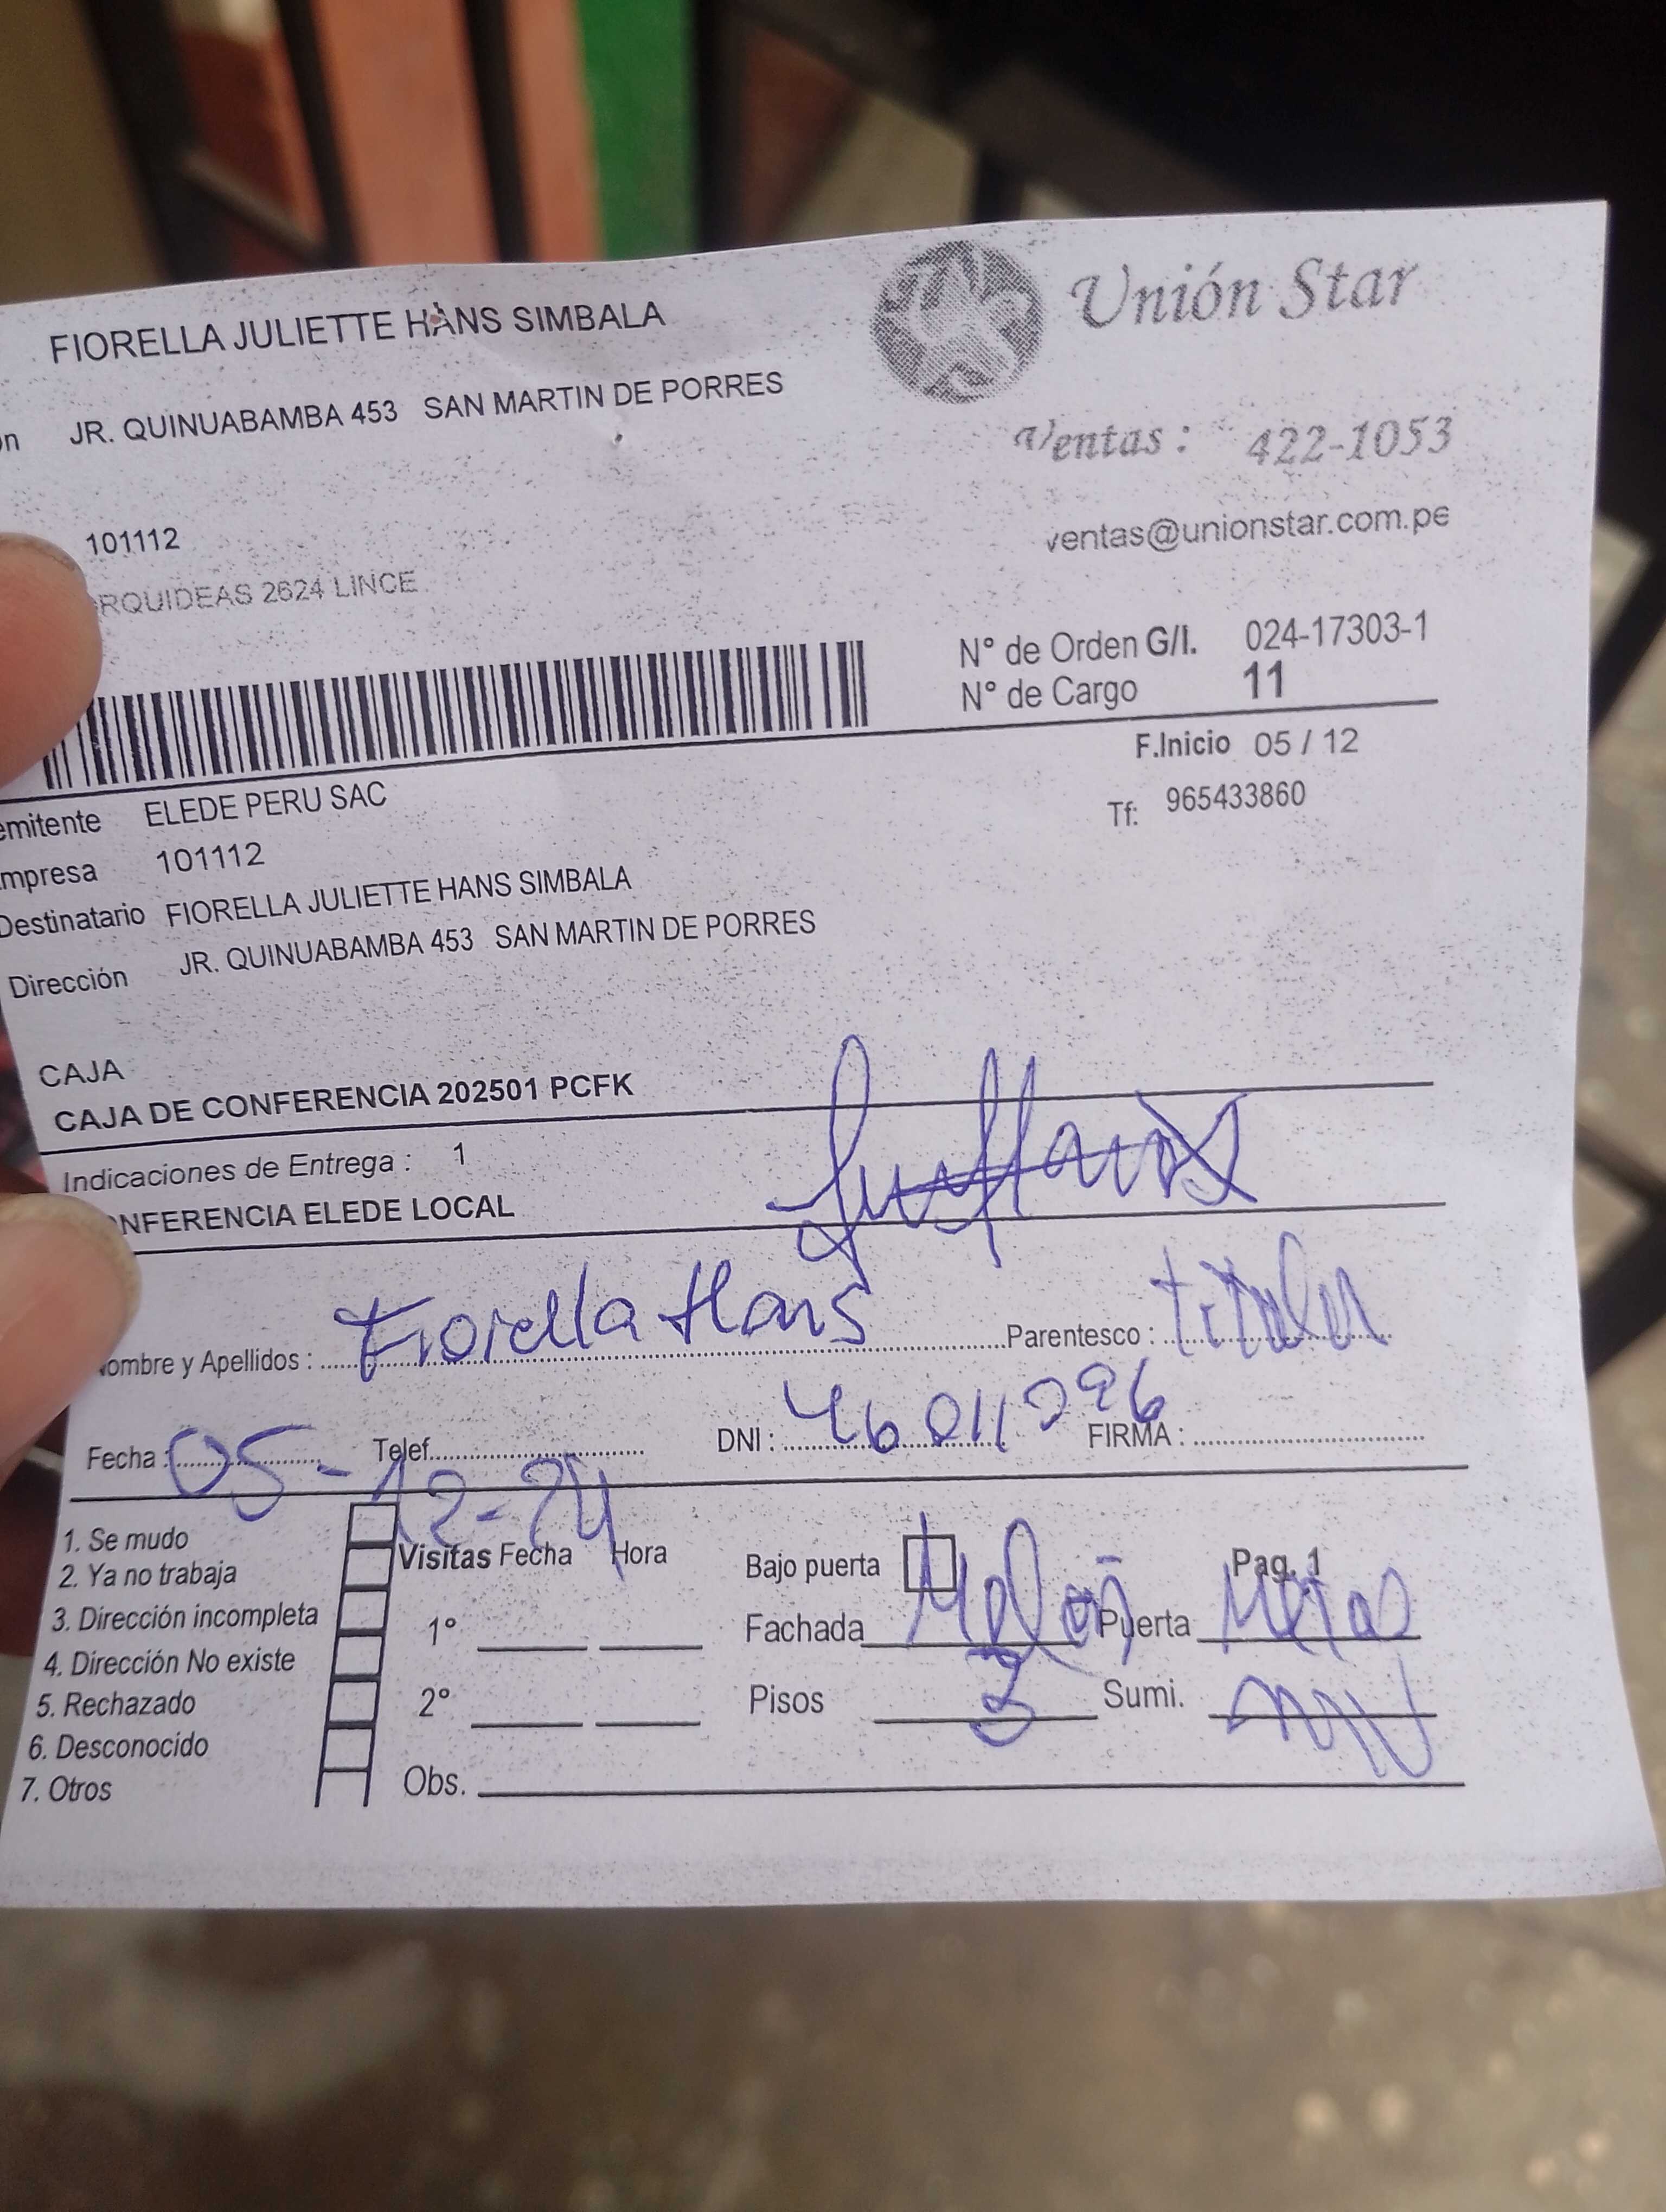 FIORELLA JULIETTE HANS SIMBALA
Unión Star
ón JR. QUINUABAMBA 453 SAN MARTIN DE PORRES
Ventas : 422-1053
101112
ventas@unionstar.com.pe
RQUIDEAS 2624 LINCE
N° de Orden G/I. 024-17303-1
N° de Cargo 11
F.Inicio 05 / 12
emitente ELEDE PERU SAC
Tf: 965433860
mpresa 101112
Destinatario FIORELLA JULIETTE HANS SIMBALA
Dirección JR. QUINUABAMBA 453 SAN MARTIN DE PORRES
CAJA
CAJA DE CONFERENCIA 202501 PCFK
Indicaciones de Entrega : 1
ONFERENCIA ELEDE LOCAL
ombre y Apellidos : Fiorella Hans Parentesco : titular
Fecha : 05-12-24 Telef. DNI : FIRMA :
1. Se mudo
2. Ya no trabaja Visitas Fecha Hora Bajo puerta Pag. 1
3. Dirección incompleta 1° Fachada Puerta
4. Dirección No existe
5. Rechazado 2° Pisos 3 Sumi.
6. Desconocido
7. Otros Obs.